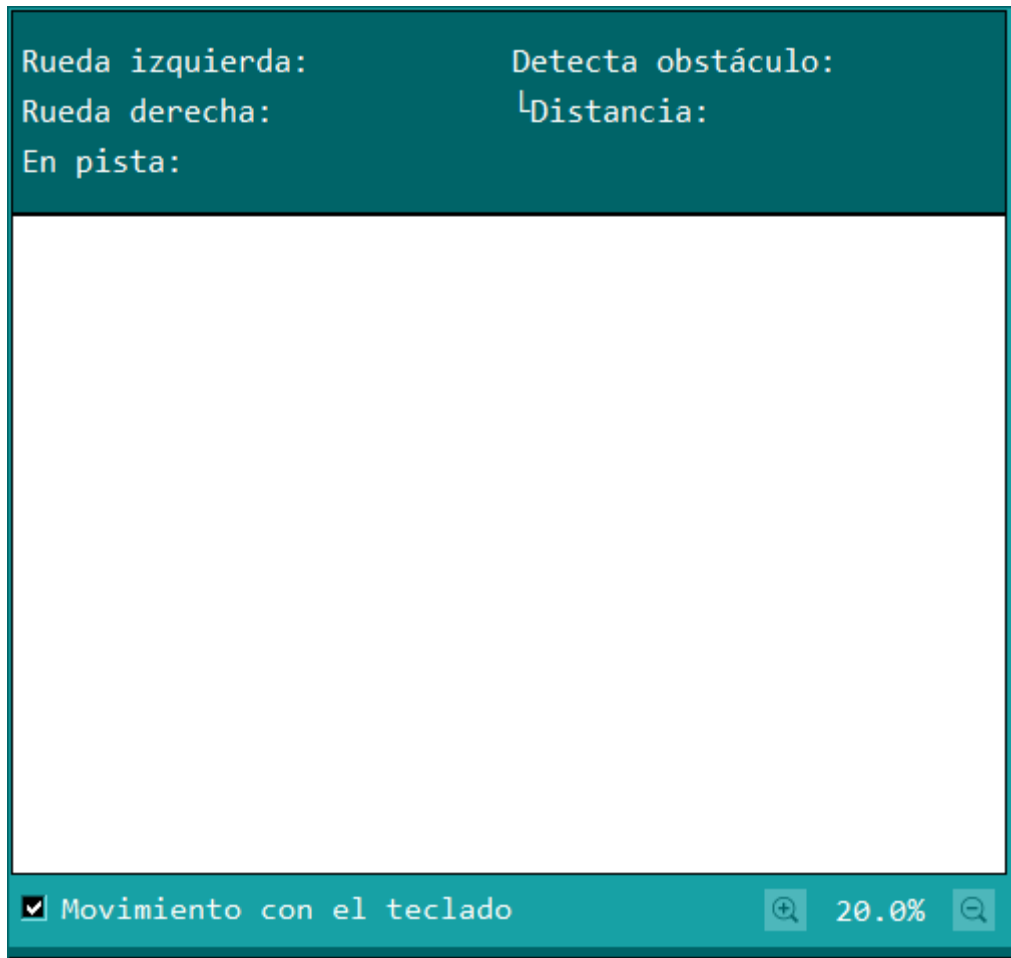 Rueda izquierda:
Rueda derecha:
En pista:
Detecta obstáculo:
└Distancia:
Movimiento con el teclado
20.0%